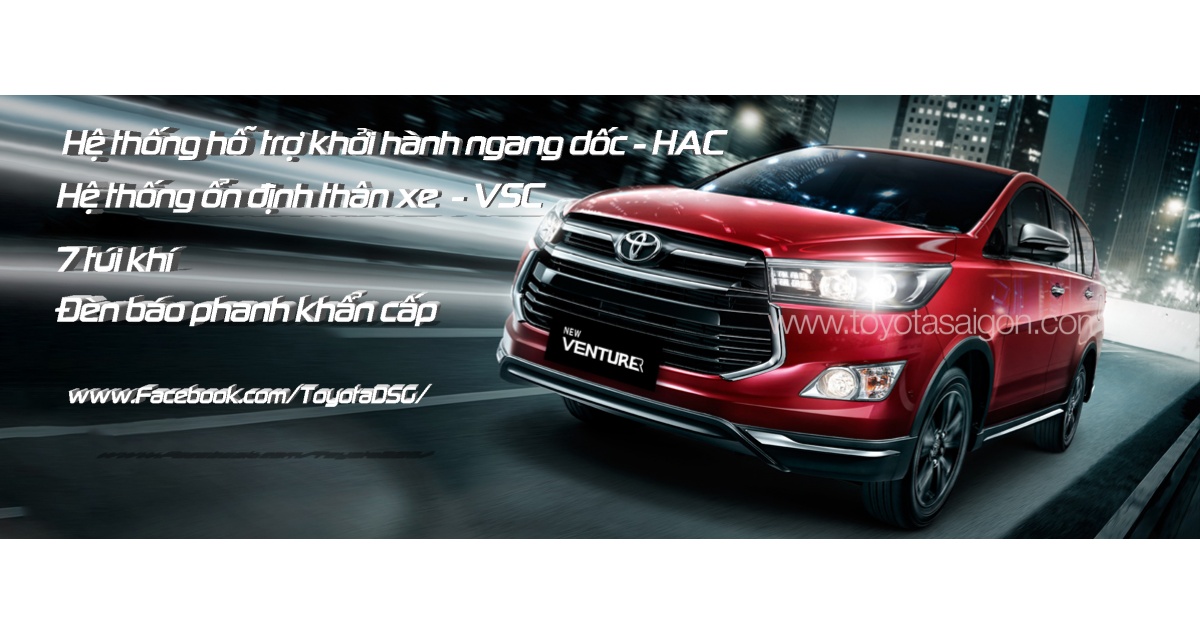 Hệ thống hỗ trợ khởi hành ngang dốc - HAC
Hệ thống ổn định thân xe - VSC
7 túi khí
Đèn báo phanh khẩn cấp
www.Facebook.com/ToyotaDSG/
www.toyotasaigon.com
NEW
VENTURER